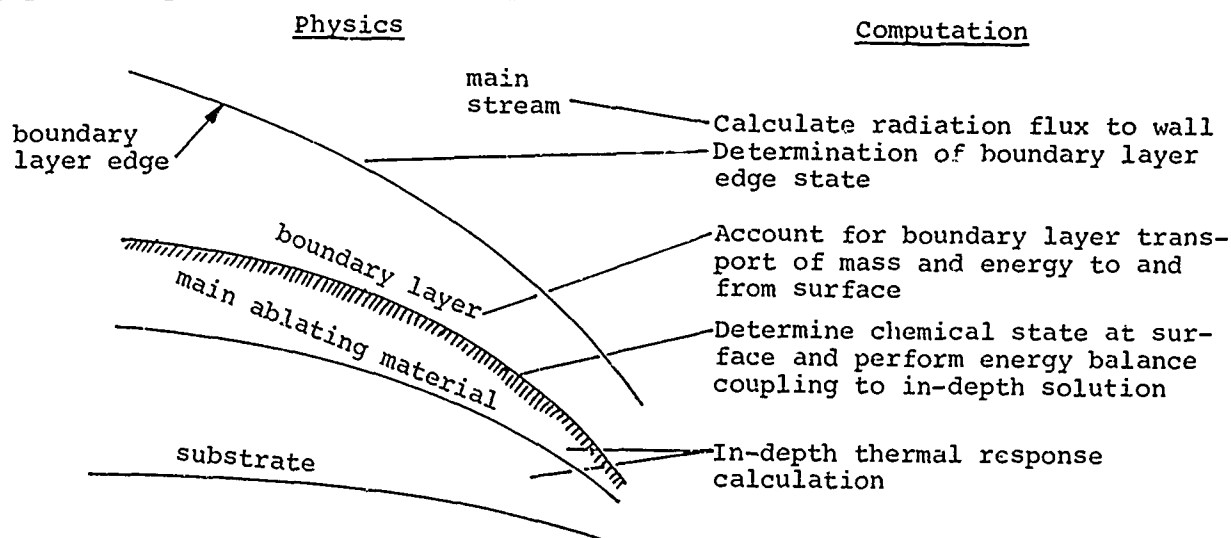 Physics
Computation
main
stream
boundary
layer edge
Calculate radiation flux to wall
Determination of boundary layer
edge state
boundary layer
Account for boundary layer trans-
port of mass and energy to and
from surface
main ablating material
Determine chemical state at sur-
face and perform energy balance
coupling to in-depth solution
substrate
In-depth thermal response
calculation